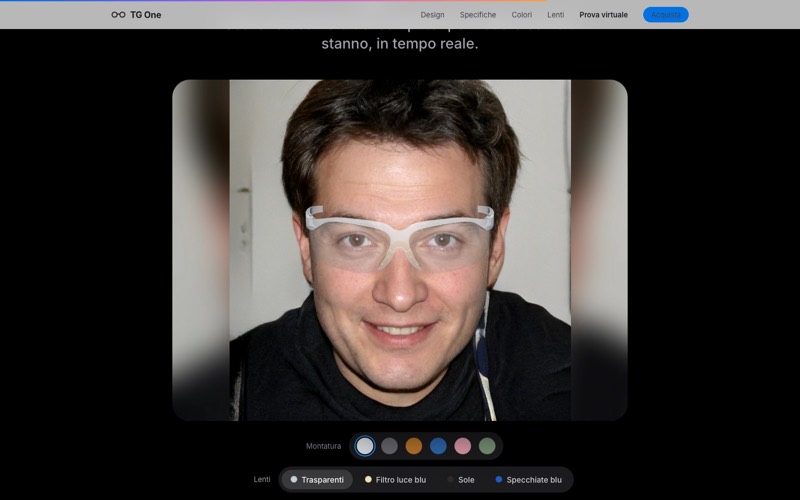 TG One
Design
Specifiche
Colori
Lenti
Prova virtuale
Acquista
stanno, in tempo reale.
Montatura
Lenti
Trasparenti
Filtro luce blu
Sole
Specchiate blu